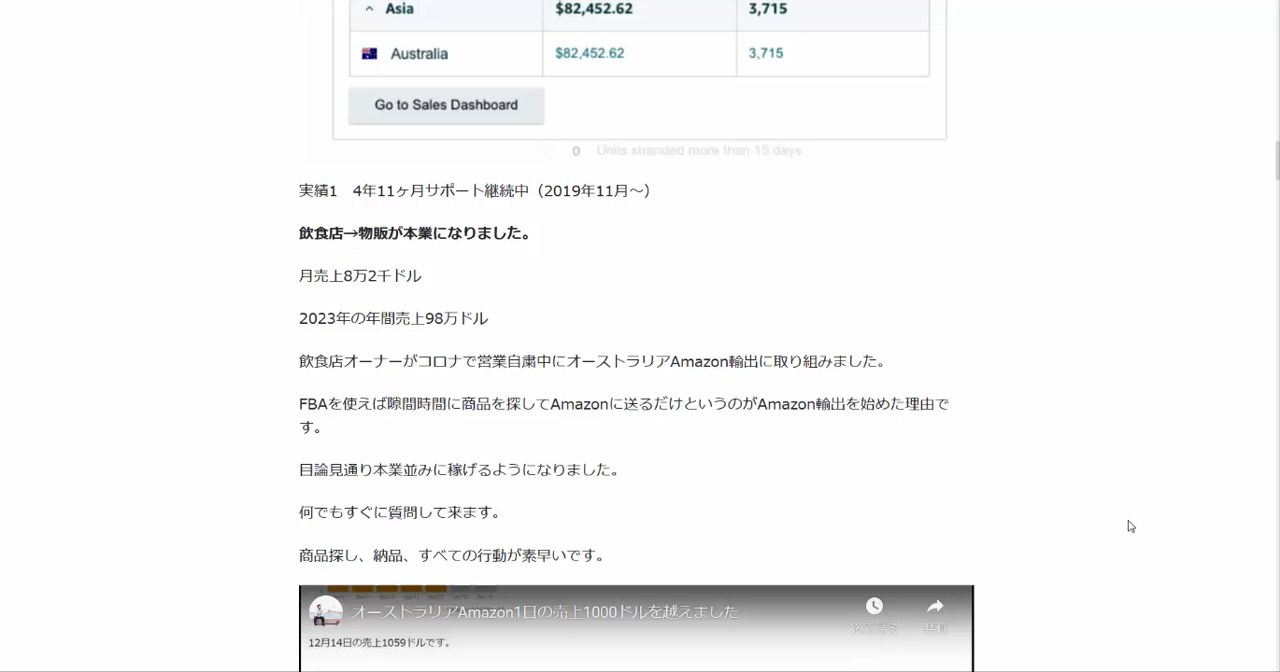 Asia $82,452.62 3,715
Australia $82,452.62 3,715
Go to Sales Dashboard
0 Units stranded more than 15 days
実績1　4年11ヶ月サポート継続中（2019年11月～）
飲食店→物販が本業になりました。
月売上8万2千ドル
2023年の年間売上98万ドル
飲食店オーナーがコロナで営業自粛中にオーストラリアAmazon輸出に取り組みました。
FBAを使えば隙間時間に商品を探してAmazonに送るだけというのがAmazon輸出を始めた理由で
す。
目論見通り本業並みに稼げるようになりました。
何でもすぐに質問して来ます。
商品探し、納品、すべての行動が素早いです。
オーストラリアAmazon1日の売上1000ドルを越えました
後で見る 共有
12月14日の売上1059ドルです。